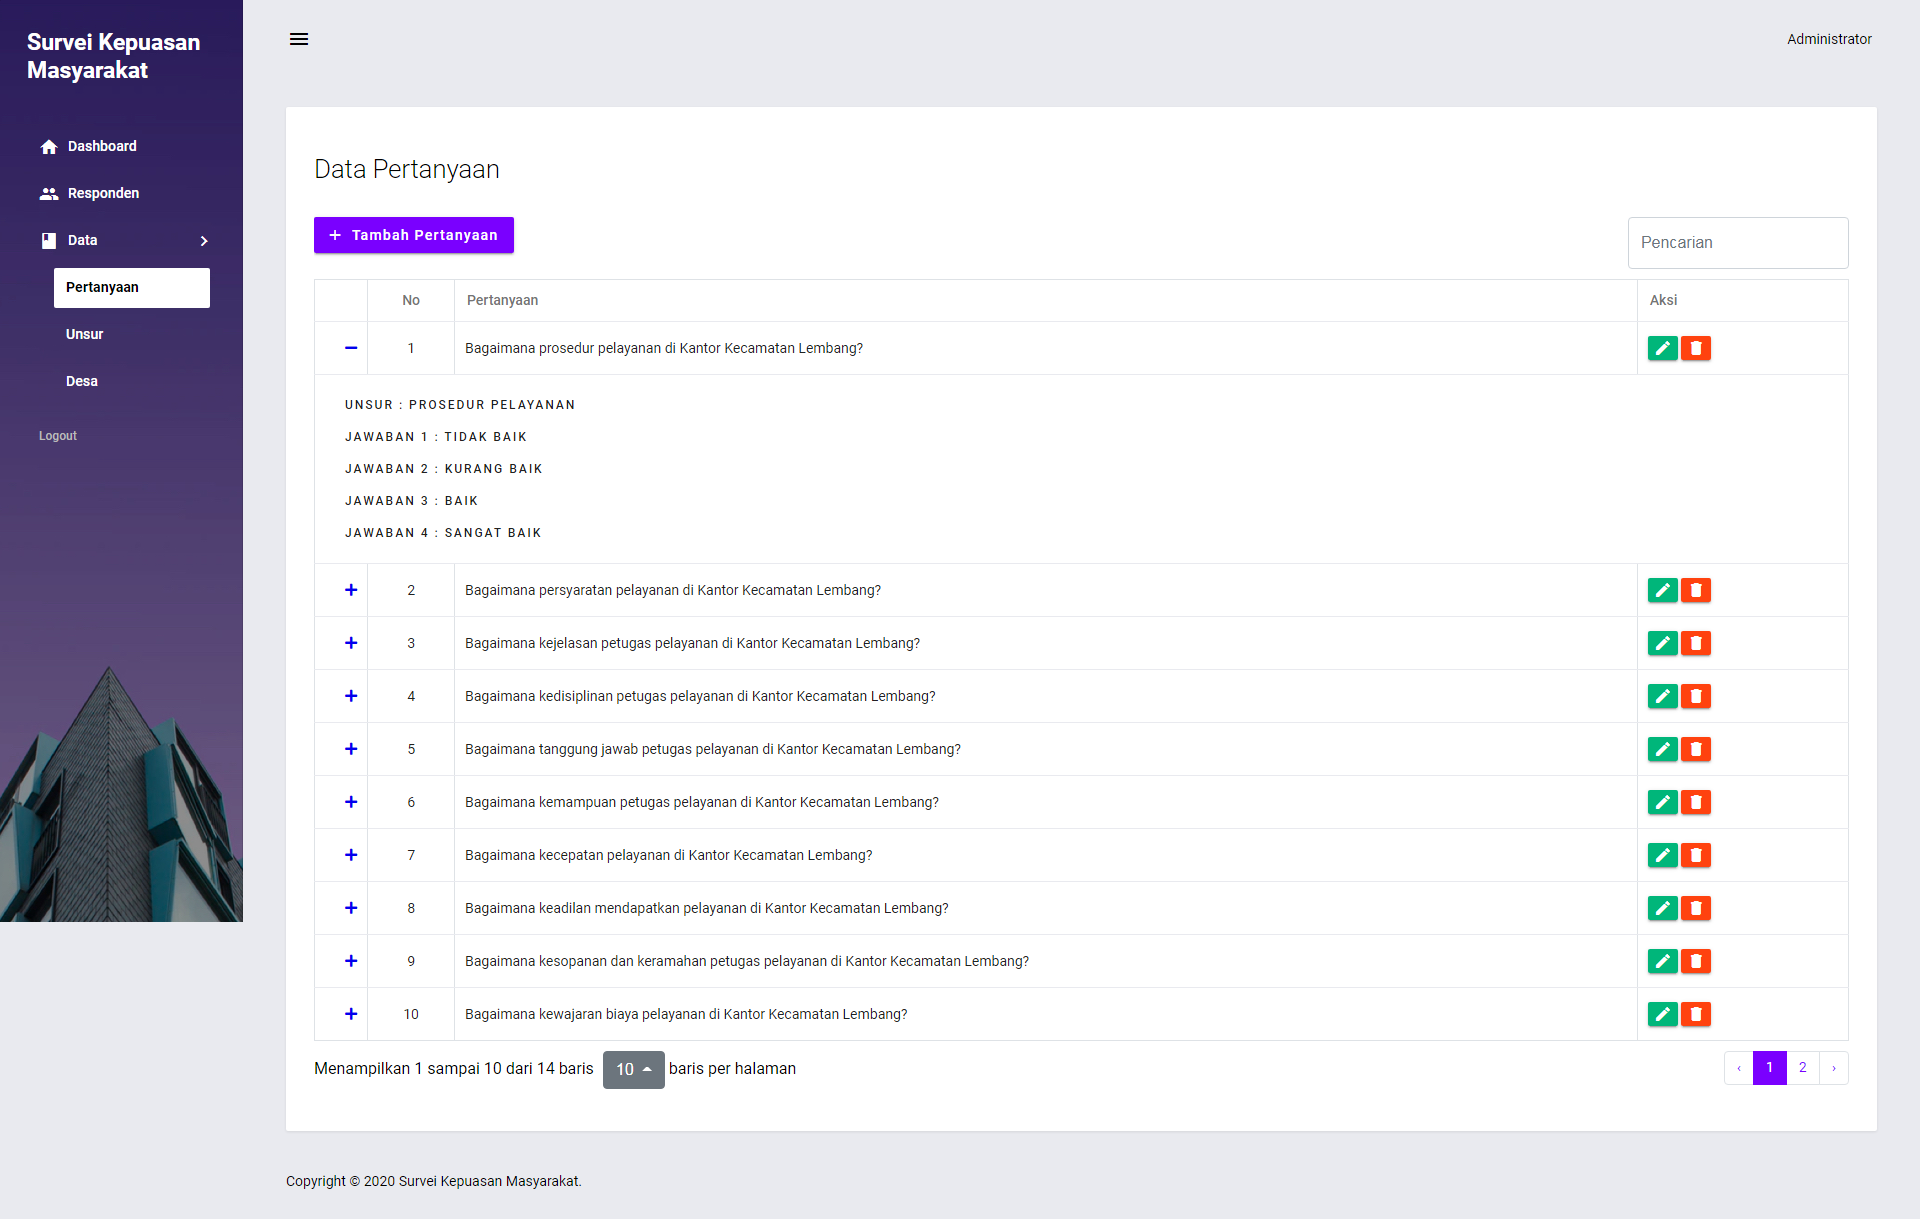 Survei Kepuasan
Masyarakat
Dashboard
Responden
Data
Pertanyaan
Unsur
Desa
Logout
Administrator
Data Pertanyaan
+ Tambah Pertanyaan
Pencarian
No Pertanyaan Aksi
1 Bagaimana prosedur pelayanan di Kantor Kecamatan Lembang?
UNSUR : PROSEDUR PELAYANAN
JAWABAN 1 : TIDAK BAIK
JAWABAN 2 : KURANG BAIK
JAWABAN 3 : BAIK
JAWABAN 4 : SANGAT BAIK
2 Bagaimana persyaratan pelayanan di Kantor Kecamatan Lembang?
3 Bagaimana kejelasan petugas pelayanan di Kantor Kecamatan Lembang?
4 Bagaimana kedisiplinan petugas pelayanan di Kantor Kecamatan Lembang?
5 Bagaimana tanggung jawab petugas pelayanan di Kantor Kecamatan Lembang?
6 Bagaimana kemampuan petugas pelayanan di Kantor Kecamatan Lembang?
7 Bagaimana kecepatan pelayanan di Kantor Kecamatan Lembang?
8 Bagaimana keadilan mendapatkan pelayanan di Kantor Kecamatan Lembang?
9 Bagaimana kesopanan dan keramahan petugas pelayanan di Kantor Kecamatan Lembang?
10 Bagaimana kewajaran biaya pelayanan di Kantor Kecamatan Lembang?
Menampilkan 1 sampai 10 dari 14 baris 10 baris per halaman
‹ 1 2 ›
Copyright © 2020 Survei Kepuasan Masyarakat.